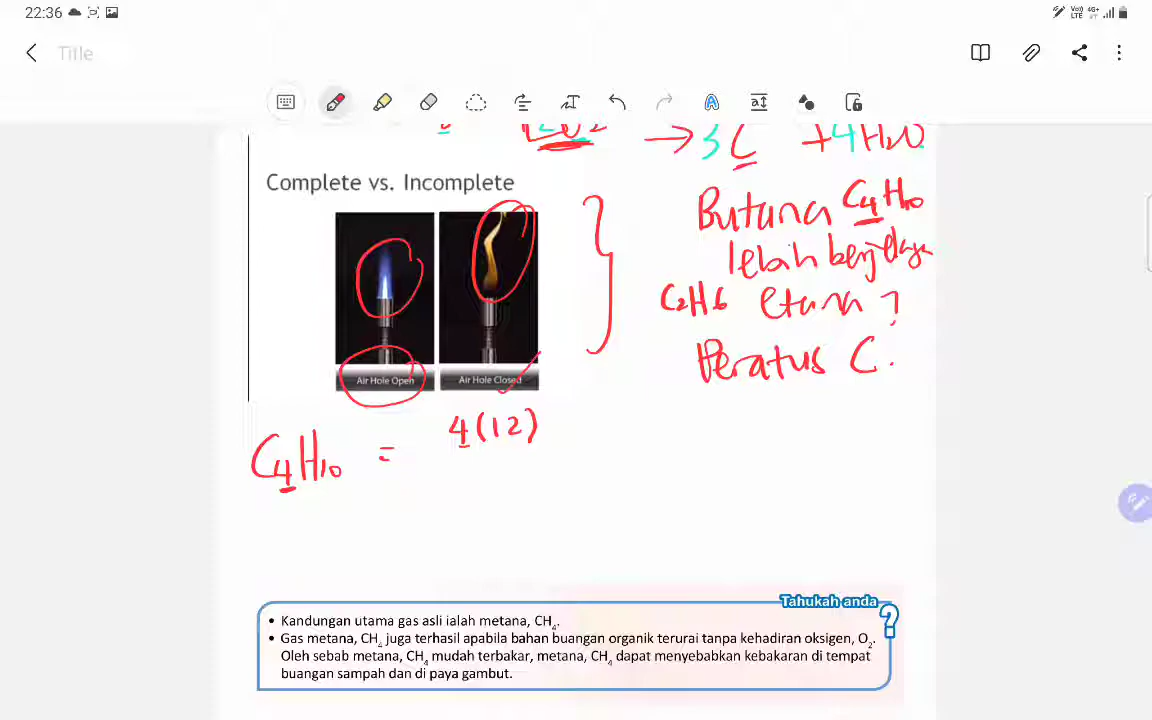 22:36
VoLTE 4G+
Title
→ 3C + 4H2O
Complete vs. Incomplete
Air Hole Open
Air Hole Closed
Butana C4H10
lebih berjelaga
C2H6 etana ?
Peratus C.
C4H10 = 4(12)
Tahukah anda ?
• Kandungan utama gas asli ialah metana, CH4.
• Gas metana, CH4 juga terhasil apabila bahan buangan organik terurai tanpa kehadiran oksigen, O2.
Oleh sebab metana, CH4 mudah terbakar, metana, CH4 dapat menyebabkan kebakaran di tempat
buangan sampah dan di paya gambut.